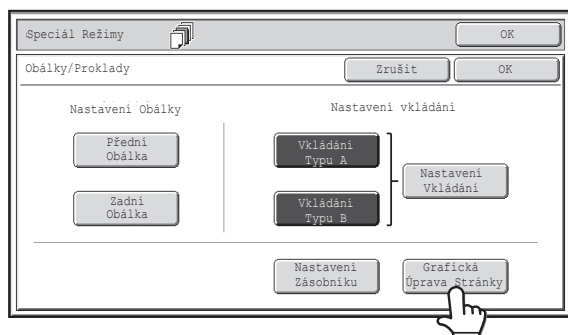 Speciál Režimy
OK
Obálky/Proklady
Zrušit
OK
Nastavení Obálky
Nastavení vkládání
Přední
Obálka
Vkládání
Typu A
Nastavení
Vkládání
Zadní
Obálka
Vkládání
Typu B
Nastavení
Zásobníku
Grafická
Úprava Stránky